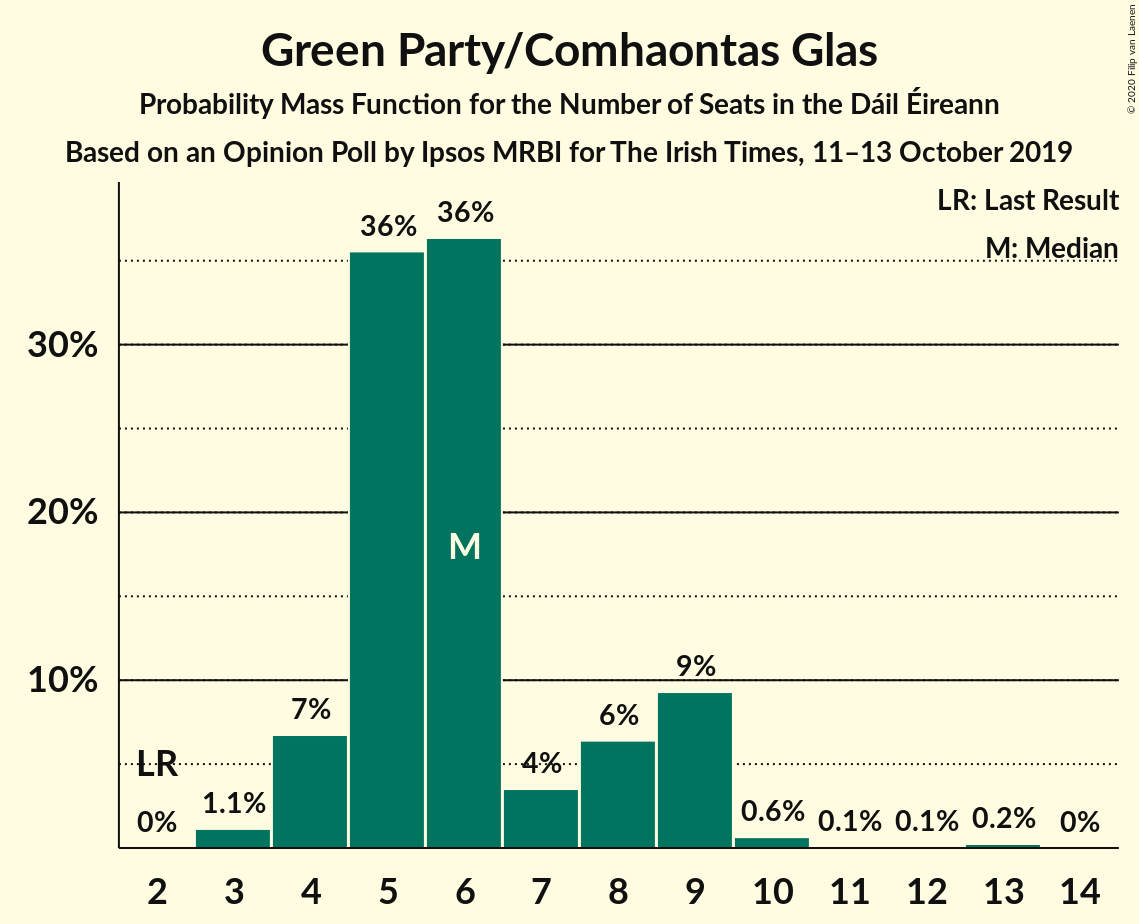 Green Party/Comhaontas Glas
Probability Mass Function for the Number of Seats in the Dáil Éireann
Based on an Opinion Poll by Ipsos MRBI for The Irish Times, 11–13 October 2019
© 2020 Filip van Laenen
LR: Last Result
M: Median
36%
36%
30%
20%
M
10%
9%
7%
6%
LR
4%
0%
1.1%
0.6%
0.1%
0.1%
0.2%
0%
2 3 4 5 6 7 8 9 10 11 12 13 14